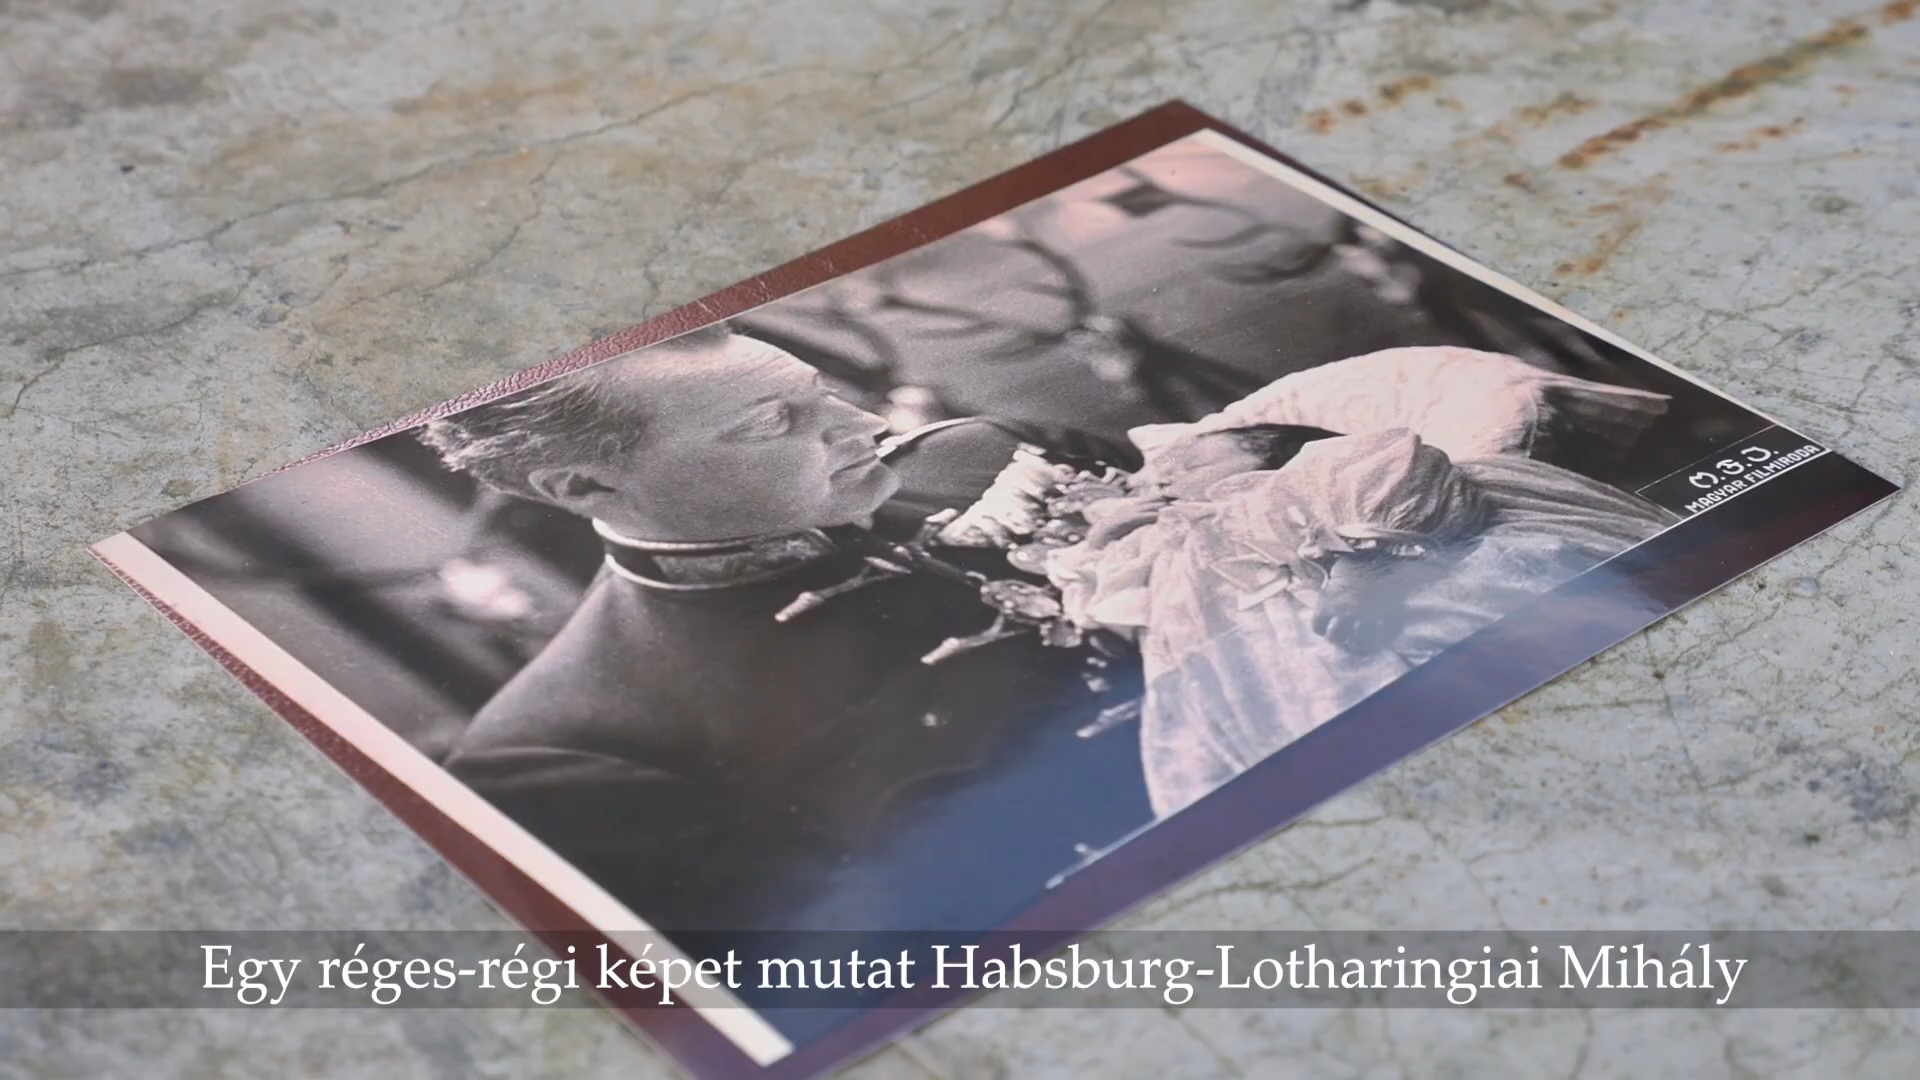 M.F.I.
MAGYAR FILMIRODA
Egy réges-régi képet mutat Habsburg-Lotharingiai Mihály